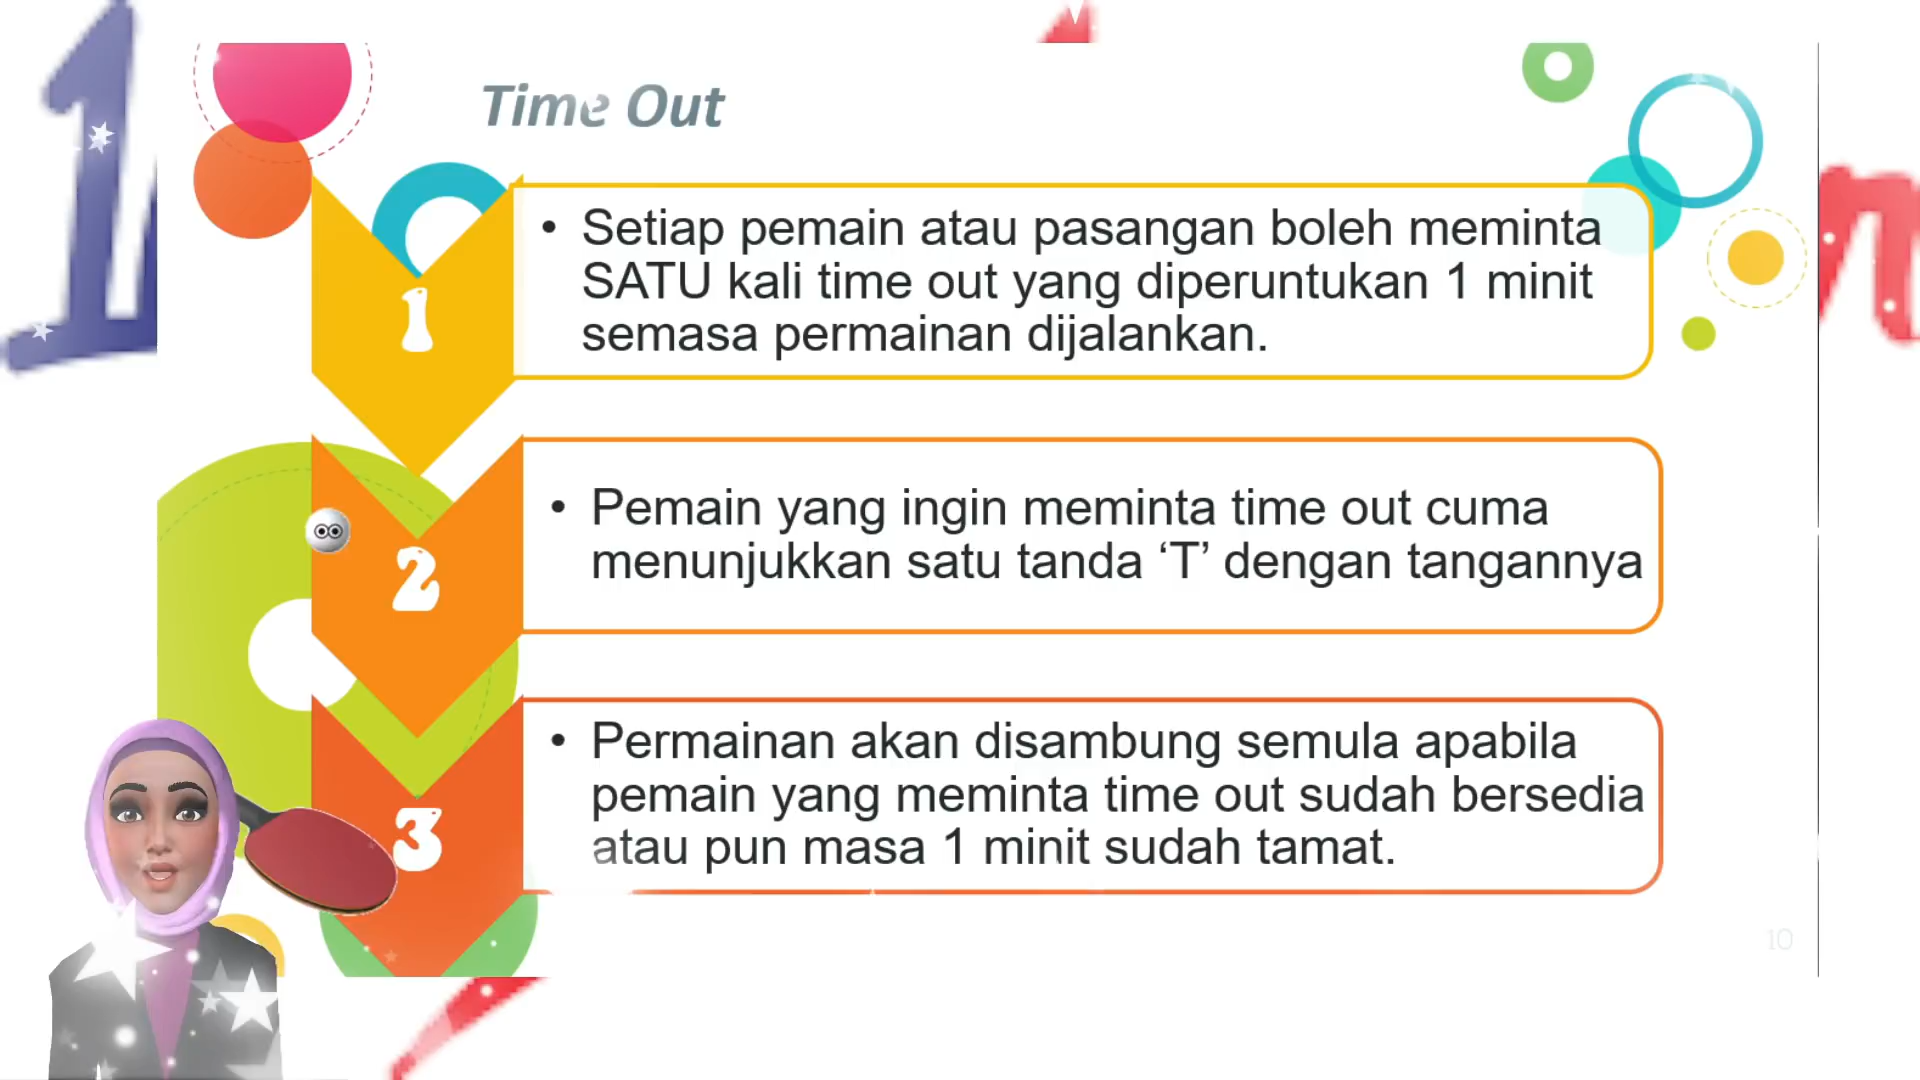 Time Out
1
• Setiap pemain atau pasangan boleh meminta
SATU kali time out yang diperuntukan 1 minit
semasa permainan dijalankan.
2
• Pemain yang ingin meminta time out cuma
menunjukkan satu tanda ‘T’ dengan tangannya
3
• Permainan akan disambung semula apabila
pemain yang meminta time out sudah bersedia
atau pun masa 1 minit sudah tamat.
10